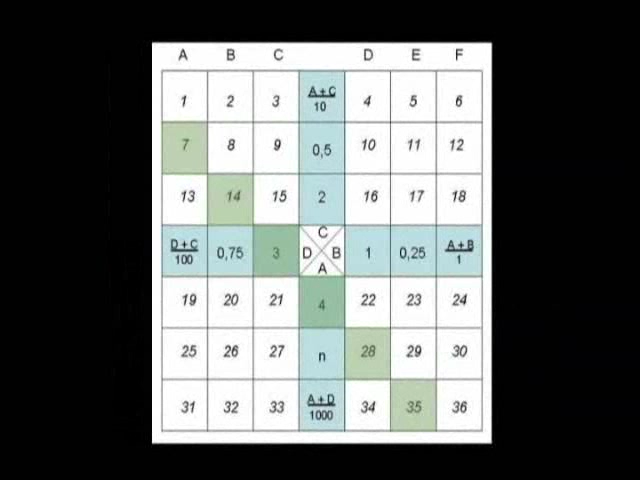 A B C D E F
1 2 3 A + C 4 5 6
10
7 8 9 0,5 10 11 12
13 14 15 2 16 17 18
C
D + C 0,75 3 D B 1 0,25 A + B
100 A 1
19 20 21 4 22 23 24
25 26 27 n 28 29 30
31 32 33 A + D 34 35 36
1000